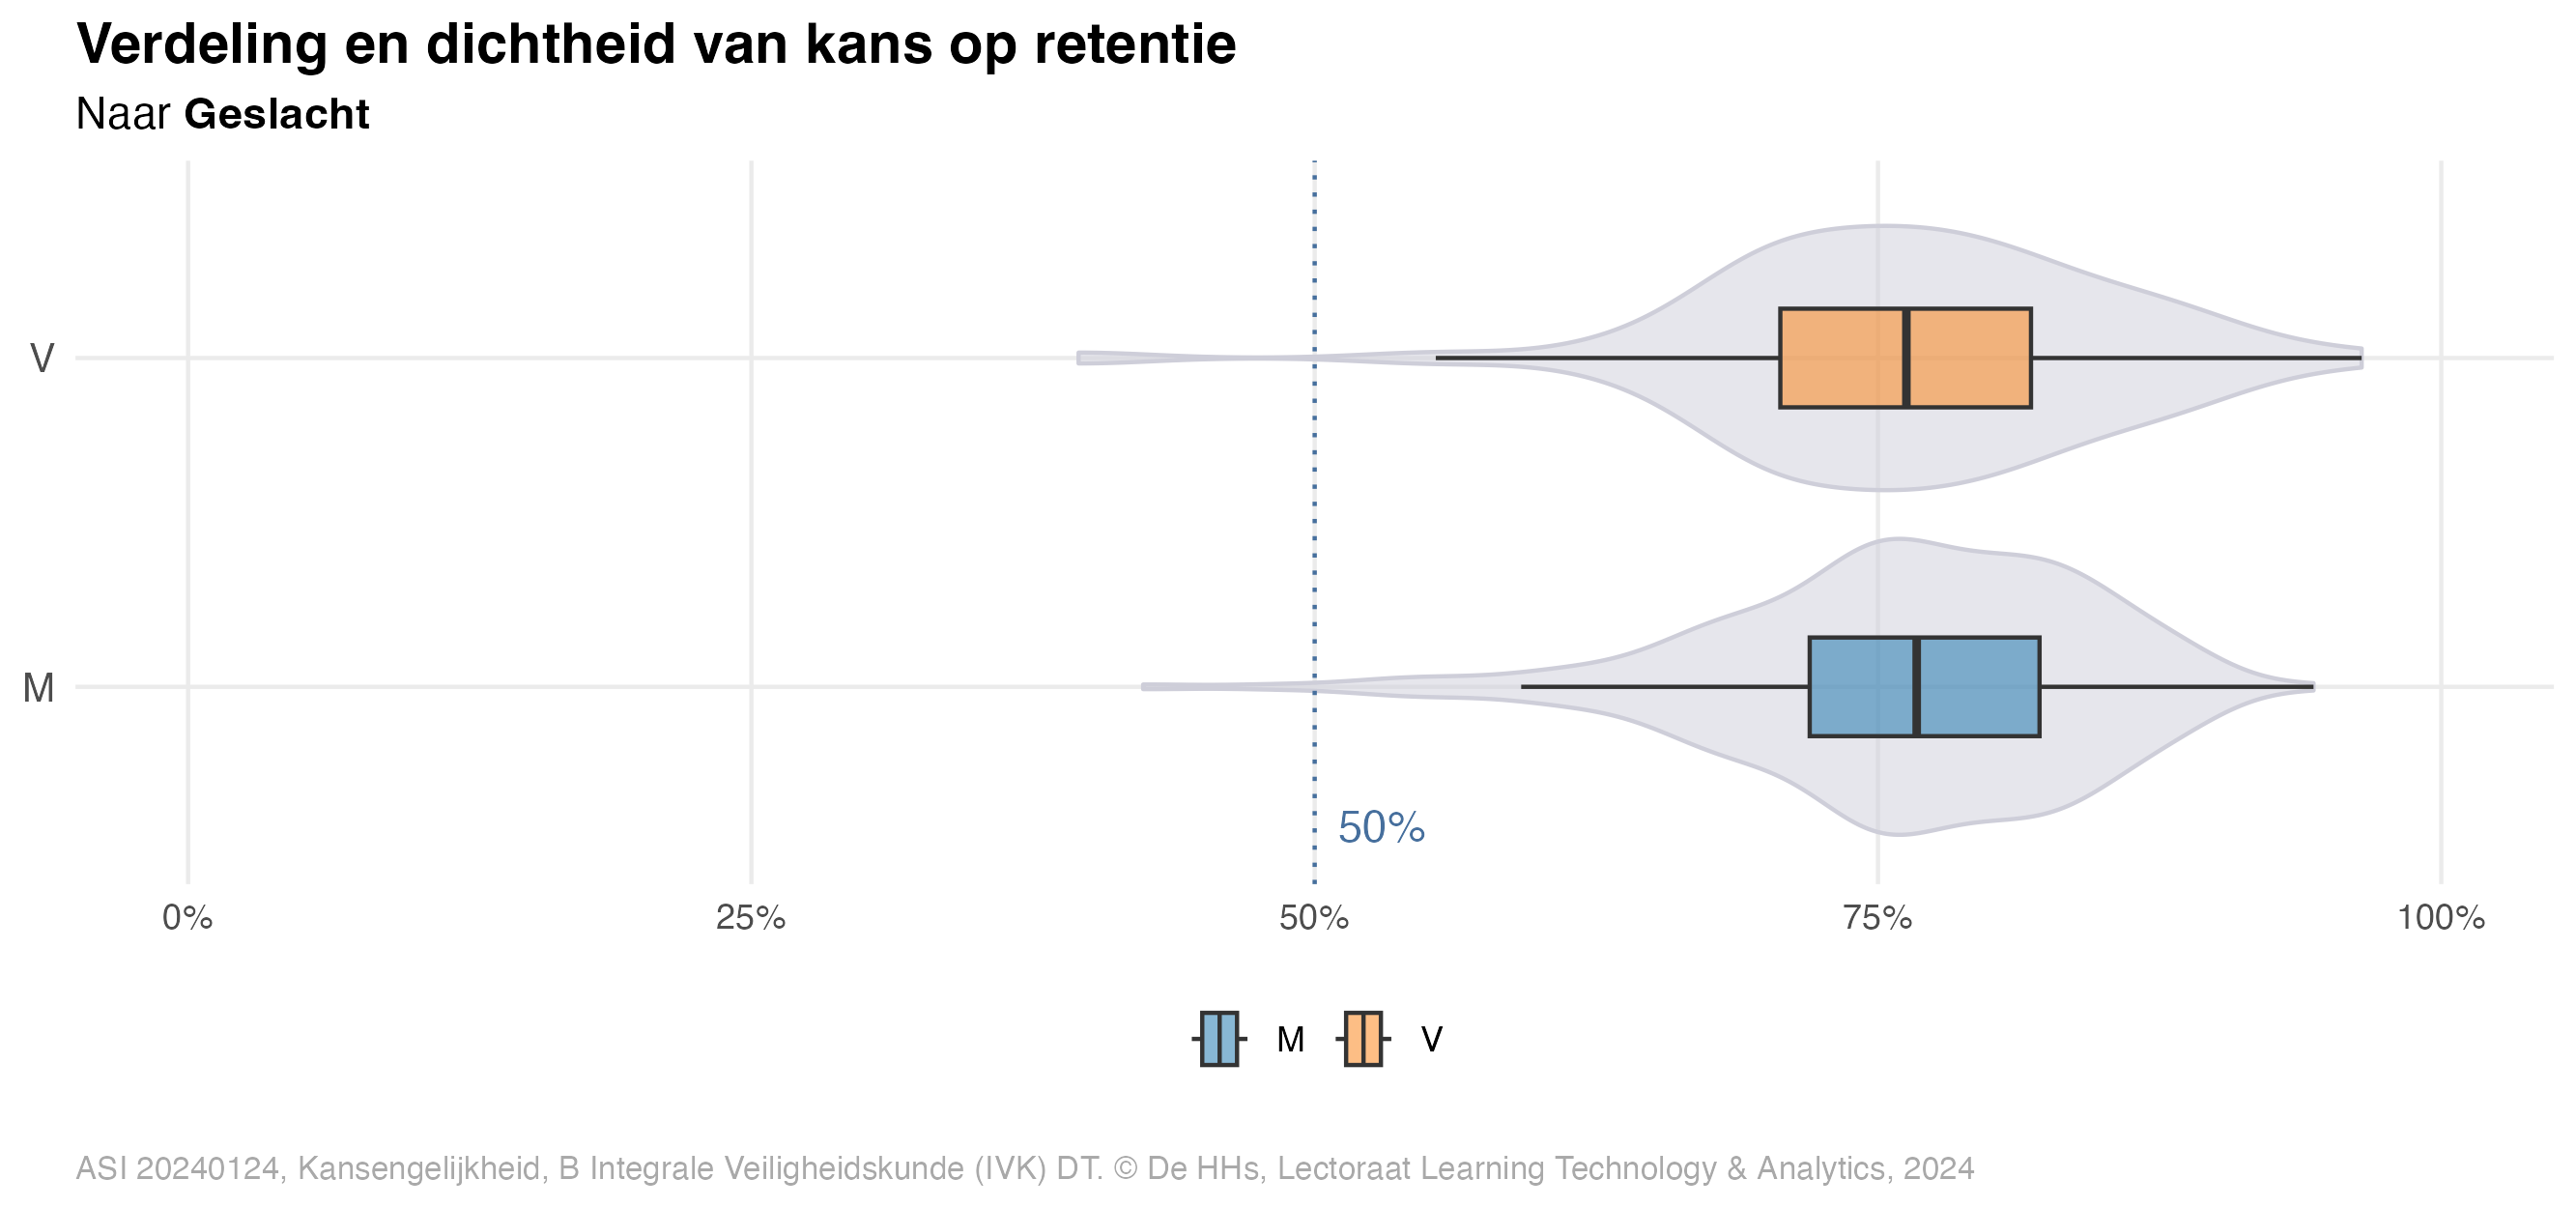 Verdeling en dichtheid van kans op retentie
Naar Geslacht
V
M
50%
0% 25% 50% 75% 100%
M V
ASI 20240124, Kansengelijkheid, B Integrale Veiligheidskunde (IVK) DT. © De HHs, Lectoraat Learning Technology & Analytics, 2024